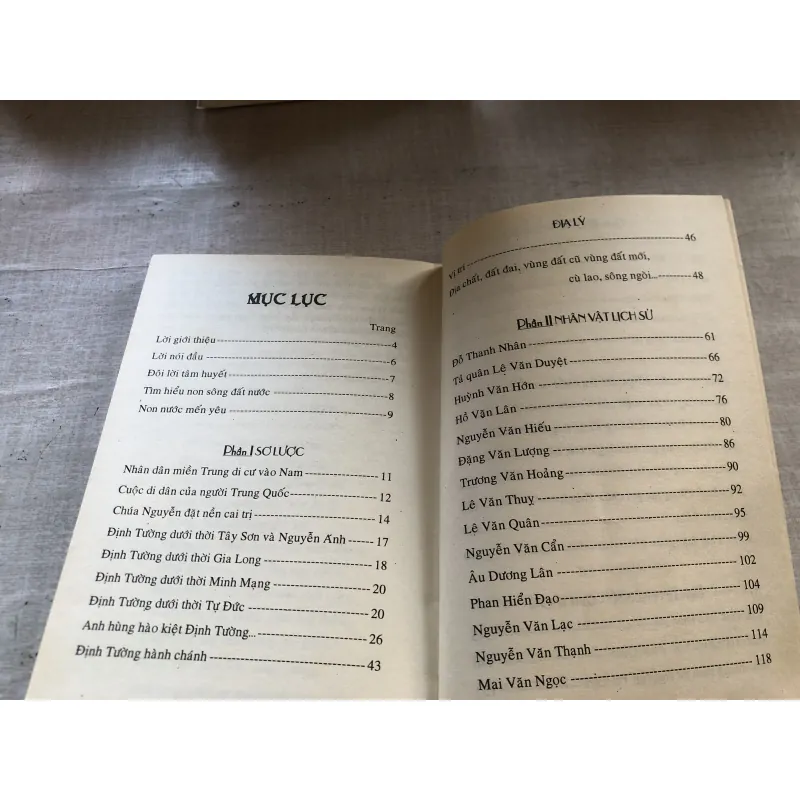 MỤC LỤC
Trang
Lời giới thiệu 4
Lời nói đầu 6
Đôi lời tâm huyết 7
Tìm hiểu non sông đất nước 8
Non nước mến yêu 9
Phần I SƠ LƯỢC
Nhân dân miền Trung di cư vào Nam 11
Cuộc di dân của người Trung Quốc 12
Chúa Nguyễn đặt nền cai trị 14
Định Tường dưới thời Tây Sơn và Nguyễn Ánh 17
Định Tường dưới thời Gia Long 18
Định Tường dưới thời Minh Mạng 20
Định Tường dưới thời Tự Đức 20
Anh hùng hào kiệt Định Tường... 26
Định Tường hành chánh 43
ĐỊA LÝ
Vị trí 46
Địa chất, đất đai, vùng đất cũ vùng đất mới,
cù lao, sông ngòi... 48
Phần II NHÂN VẬT LỊCH SỬ
Đỗ Thanh Nhân 61
Tả quân Lê Văn Duyệt 66
Huỳnh Văn Hớn 72
Hồ Văn Lân 76
Nguyễn Văn Hiếu 80
Đặng Văn Lượng 86
Trương Văn Hoảng 90
Lê Văn Thuỵ 92
Lê Văn Quân 95
Nguyễn Văn Cẩn 99
Âu Dương Lân 102
Phan Hiển Đạo 104
Nguyễn Văn Lạc 109
Nguyễn Văn Thạnh 114
Mai Văn Ngọc 118